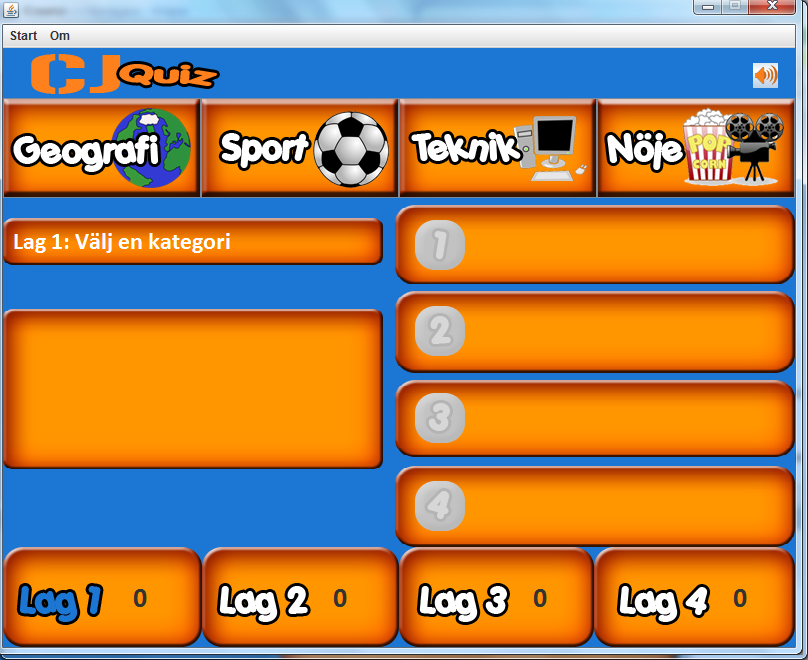 Start Om
CJ Quiz
Geografi Sport Teknik Nöje
POP
CORN
Lag 1: Välj en kategori
1
2
3
4
Lag 1 0 Lag 2 0 Lag 3 0 Lag 4 0